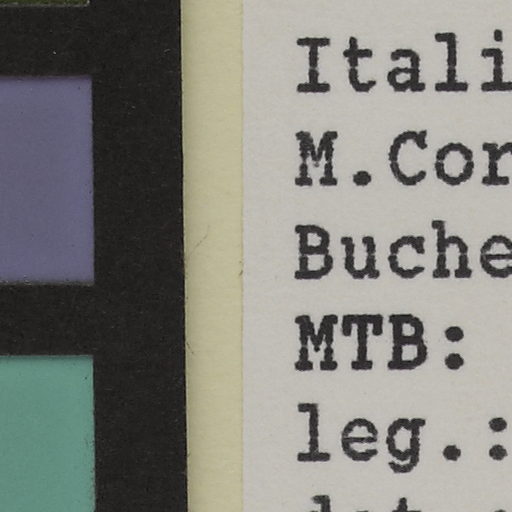 Itali
M.Cor
Buche
MTB:
leg.: